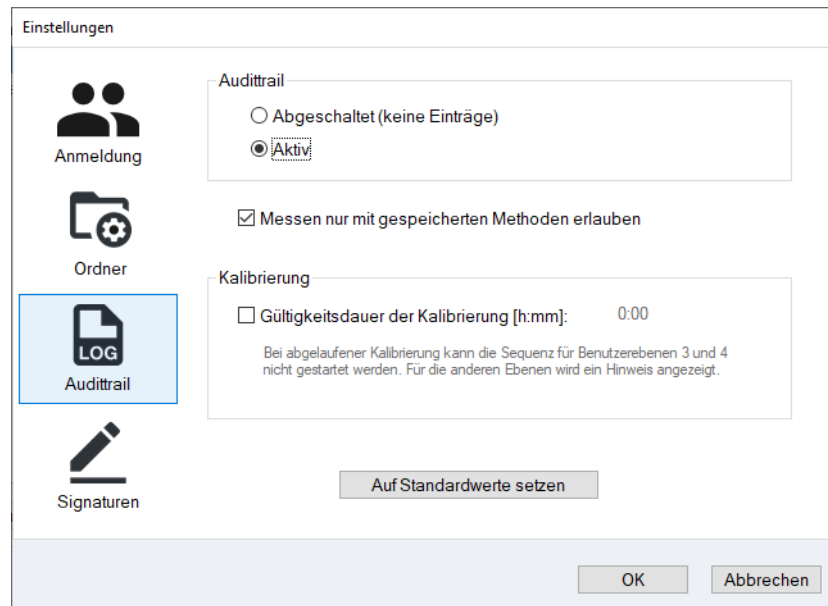 Einstellungen
Anmeldung
Ordner
LOG
Audittrail
Signaturen
Audittrail
Abgeschaltet (keine Einträge)
Aktiv
Messen nur mit gespeicherten Methoden erlauben
Kalibrierung
Gültigkeitsdauer der Kalibrierung [h:mm]: 0:00
Bei abgelaufener Kalibrierung kann die Sequenz für Benutzerebenen 3 und 4
nicht gestartet werden. Für die anderen Ebenen wird ein Hinweis angezeigt.
Auf Standardwerte setzen
OK
Abbrechen